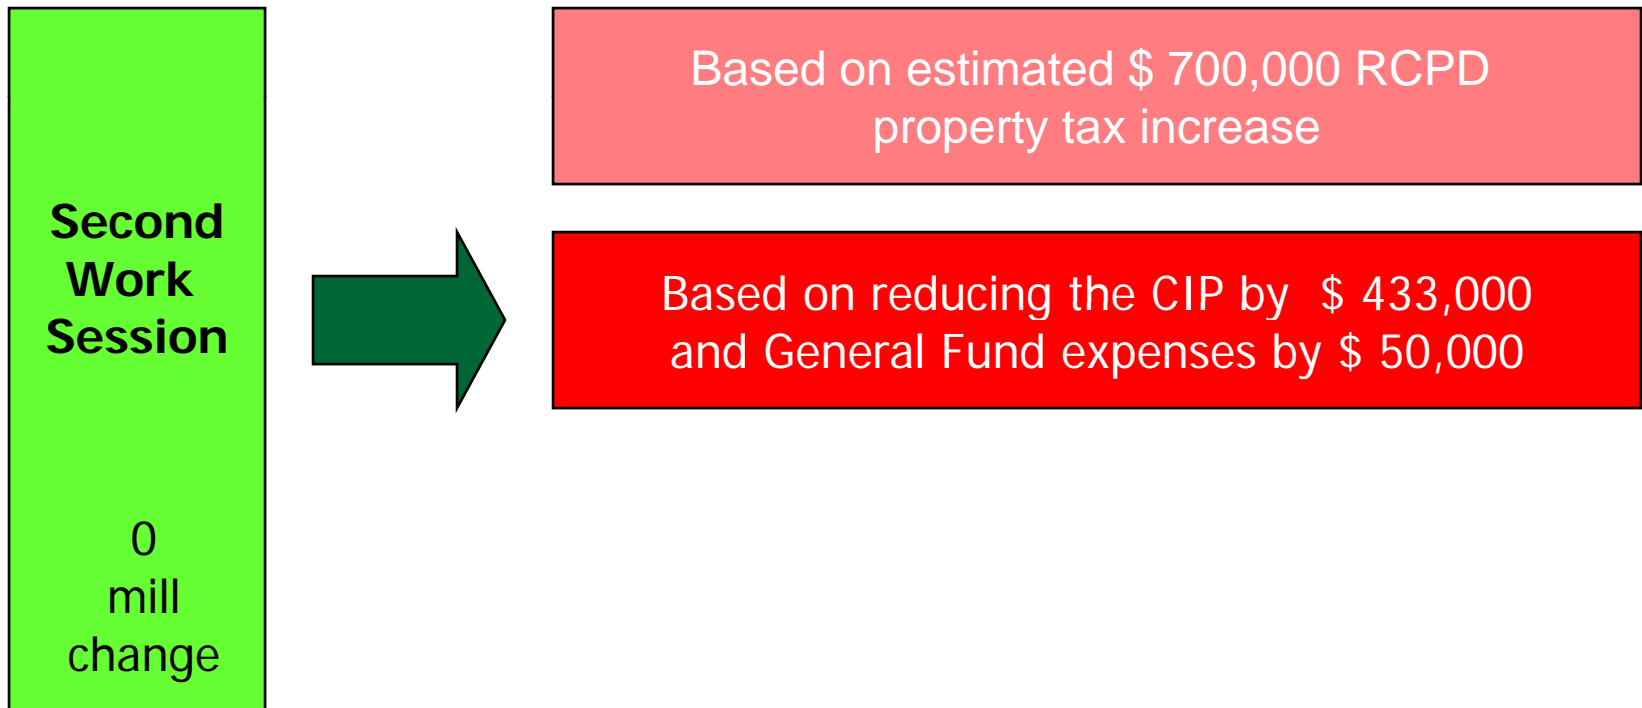 Second
Work
Session
0
mill
change
Based on estimated $ 700,000 RCPD
property tax increase
Based on reducing the CIP by $ 433,000
and General Fund expenses by $ 50,000